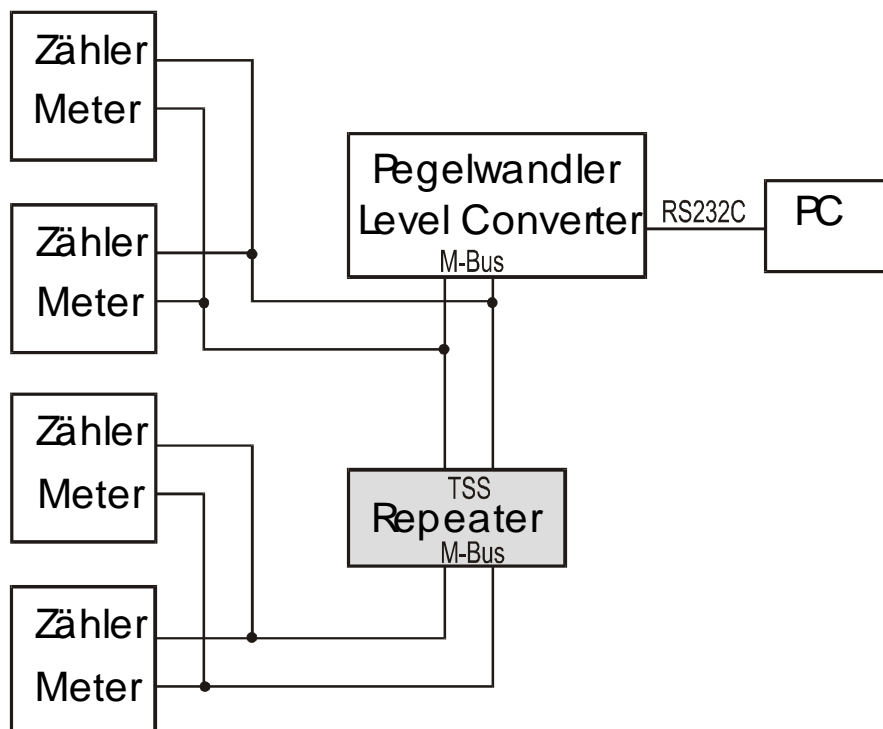 Zähler
Meter
Zähler
Meter
Zähler
Meter
Zähler
Meter
Pegelwandler
Level Converter
M-Bus
RS232C
PC
TSS
Repeater
M-Bus